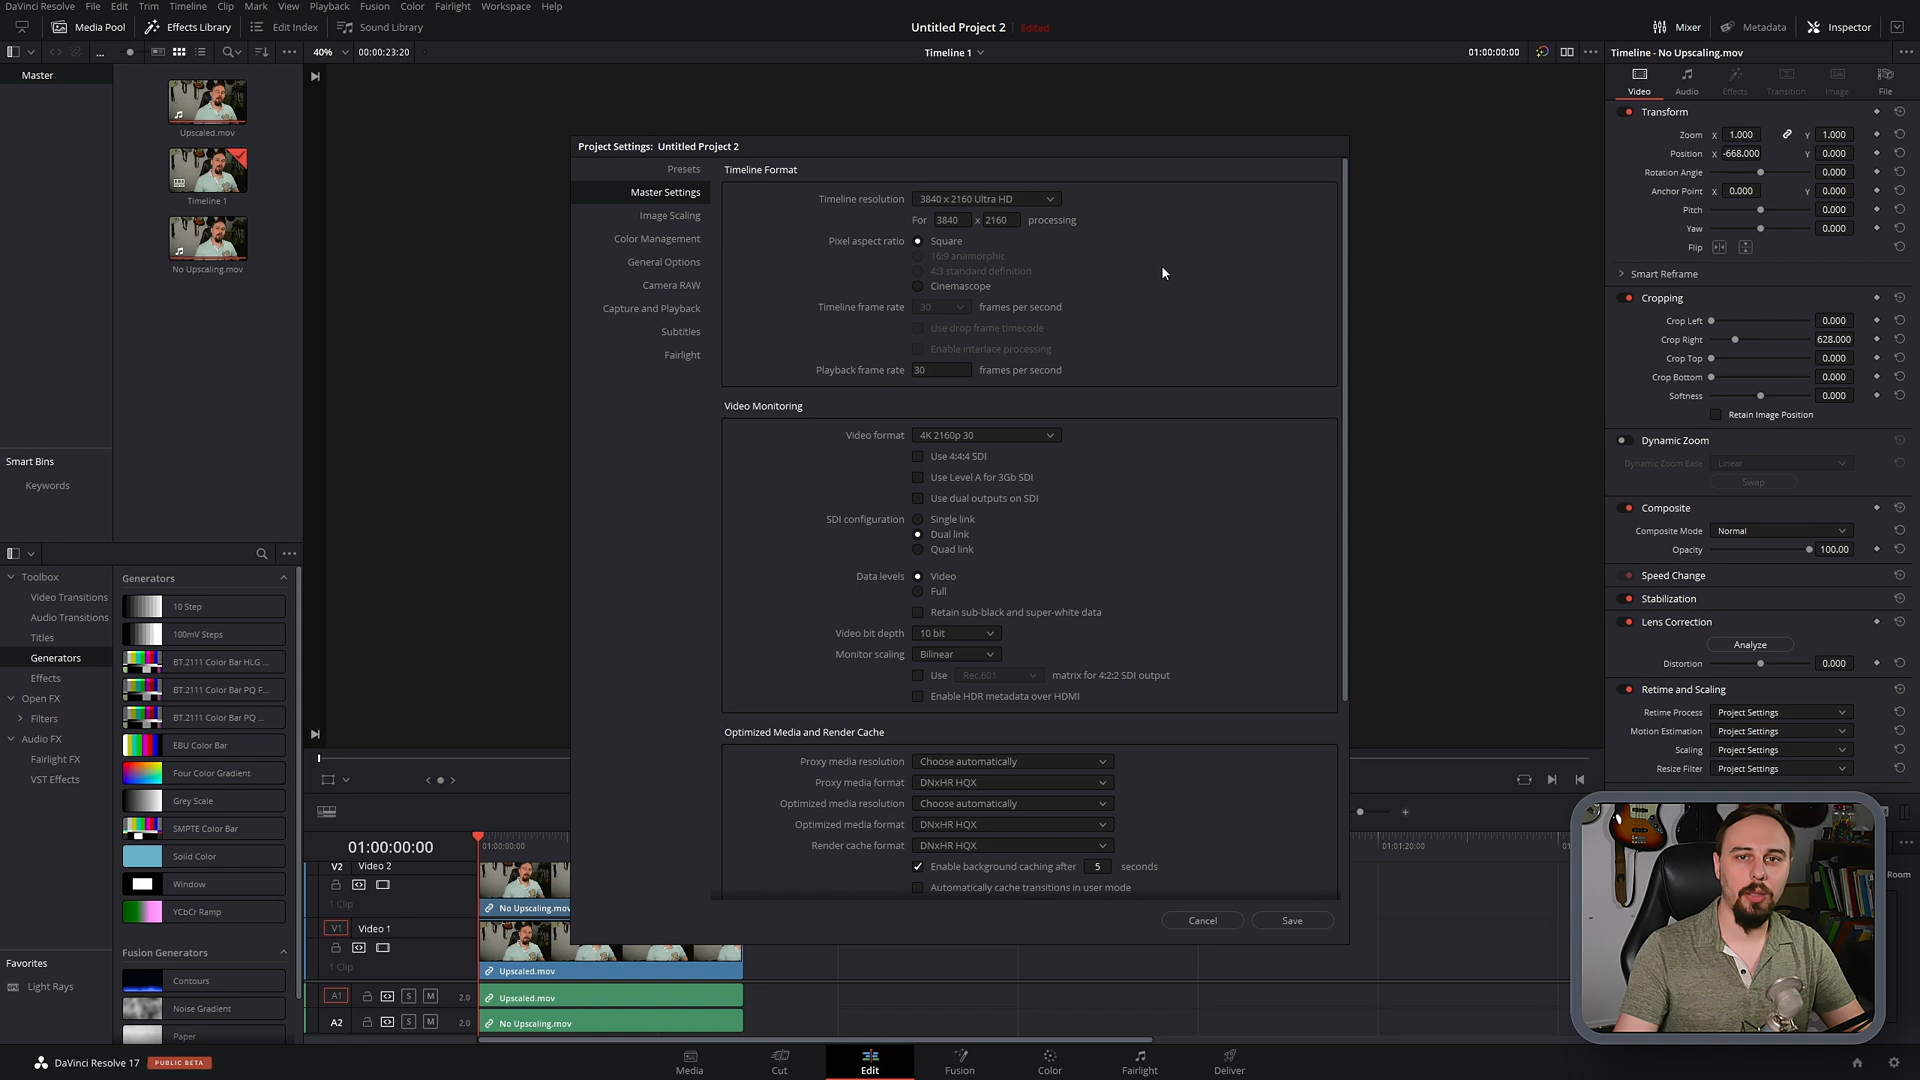 DaVinci Resolve File Edit Trim Timeline Clip Mark View Playback Fusion Color Fairlight Workspace Help
Media Pool Effects Library Edit Index Sound Library Untitled Project 2 Edited Mixer Metadata Inspector
40% 00:00:23:20 Timeline 1 01:00:00:00 Timeline - No Upscaling.mov
Master
Upscaled.mov
Timeline 1
No Upscaling.mov
Smart Bins
Keywords
Toolbox
Video Transitions
Audio Transitions
Titles
Generators
Effects
Open FX
Filters
Audio FX
Fairlight FX
VST Effects
Favorites
Light Rays
Generators
10 Step
100mV Steps
BT.2111 Color Bar HLG ...
BT.2111 Color Bar PQ F...
BT.2111 Color Bar PQ ...
EBU Color Bar
Four Color Gradient
Grey Scale
SMPTE Color Bar
Solid Color
Window
YCbCr Ramp
Fusion Generators
Contours
Noise Gradient
Paper
Project Settings: Untitled Project 2
Presets
Master Settings
Image Scaling
Color Management
General Options
Camera RAW
Capture and Playback
Subtitles
Fairlight
Timeline Format
Timeline resolution 3840 x 2160 Ultra HD
For 3840 x 2160 processing
Pixel aspect ratio Square
16:9 anamorphic
4:3 standard definition
Cinemascope
Timeline frame rate 30 frames per second
Use drop frame timecode
Enable interlace processing
Playback frame rate 30 frames per second
Video Monitoring
Video format 4K 2160p 30
Use 4:4:4 SDI
Use Level A for 3Gb SDI
Use dual outputs on SDI
SDI configuration Single link
Dual link
Quad link
Data levels Video
Full
Retain sub-black and super-white data
Video bit depth 10 bit
Monitor scaling Bilinear
Use Rec.601 matrix for 4:2:2 SDI output
Enable HDR metadata over HDMI
Optimized Media and Render Cache
Proxy media resolution Choose automatically
Proxy media format DNxHR HQX
Optimized media resolution Choose automatically
Optimized media format DNxHR HQX
Render cache format DNxHR HQX
Enable background caching after 5 seconds
Automatically cache transitions in user mode
Cancel Save
Video Audio Effects Transition Image File
Transform
Zoom X 1.000 Y 1.000
Position X -668.000 Y 0.000
Rotation Angle 0.000
Anchor Point X 0.000 Y 0.000
Pitch 0.000
Yaw 0.000
Flip
Smart Reframe
Cropping
Crop Left 0.000
Crop Right 628.000
Crop Top 0.000
Crop Bottom 0.000
Softness 0.000
Retain Image Position
Dynamic Zoom
Dynamic Zoom Ease Linear
Swap
Composite
Composite Mode Normal
Opacity 100.00
Speed Change
Stabilization
Lens Correction
Analyze
Distortion 0.000
Retime and Scaling
Retime Process Project Settings
Motion Estimation Project Settings
Scaling Project Settings
Resize Filter Project Settings
01:00:00:00 01:00:00:00 01:01:20:00
V2 Video 2
1 Clip No Upscaling.mov
V1 Video 1
1 Clip Upscaled.mov
A1 S M 2.0 Upscaled.mov
A2 S M 2.0 No Upscaling.mov
Room
DaVinci Resolve 17 PUBLIC BETA Media Cut Edit Fusion Color Fairlight Deliver